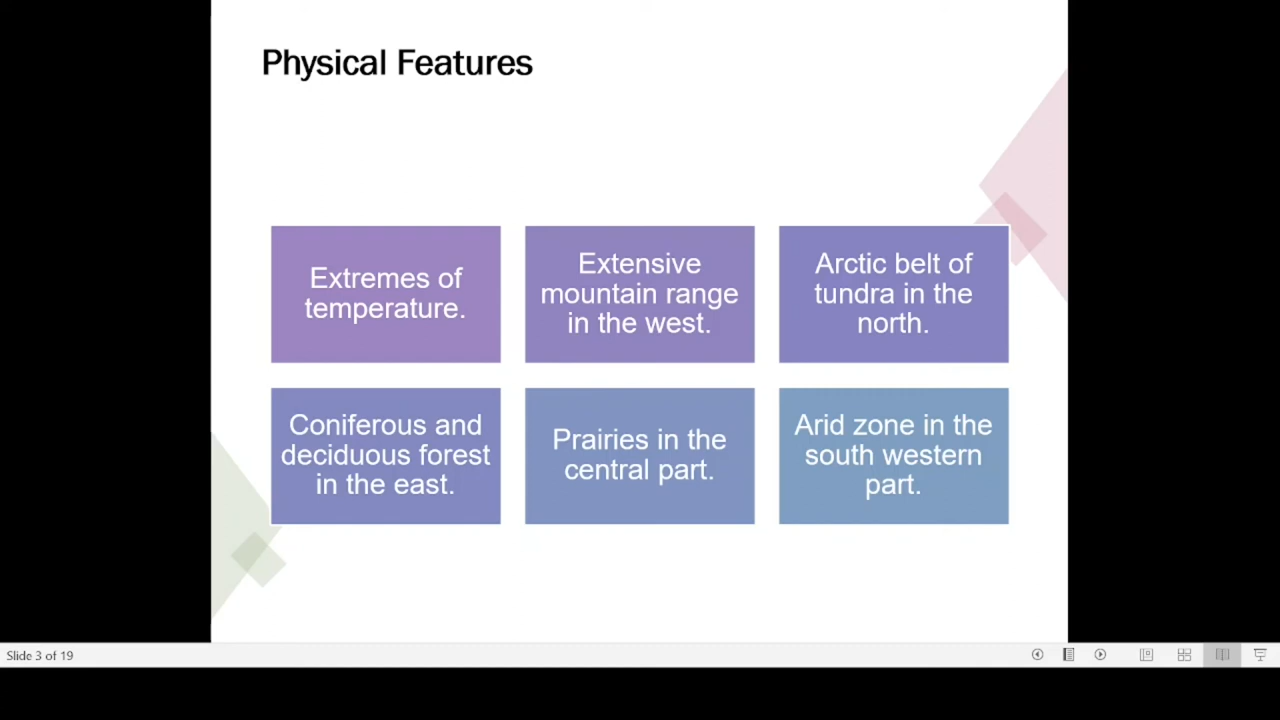 Physical Features
Extremes of
temperature.
Extensive
mountain range
in the west.
Arctic belt of
tundra in the
north.
Coniferous and
deciduous forest
in the east.
Prairies in the
central part.
Arid zone in the
south western
part.
Slide 3 of 19